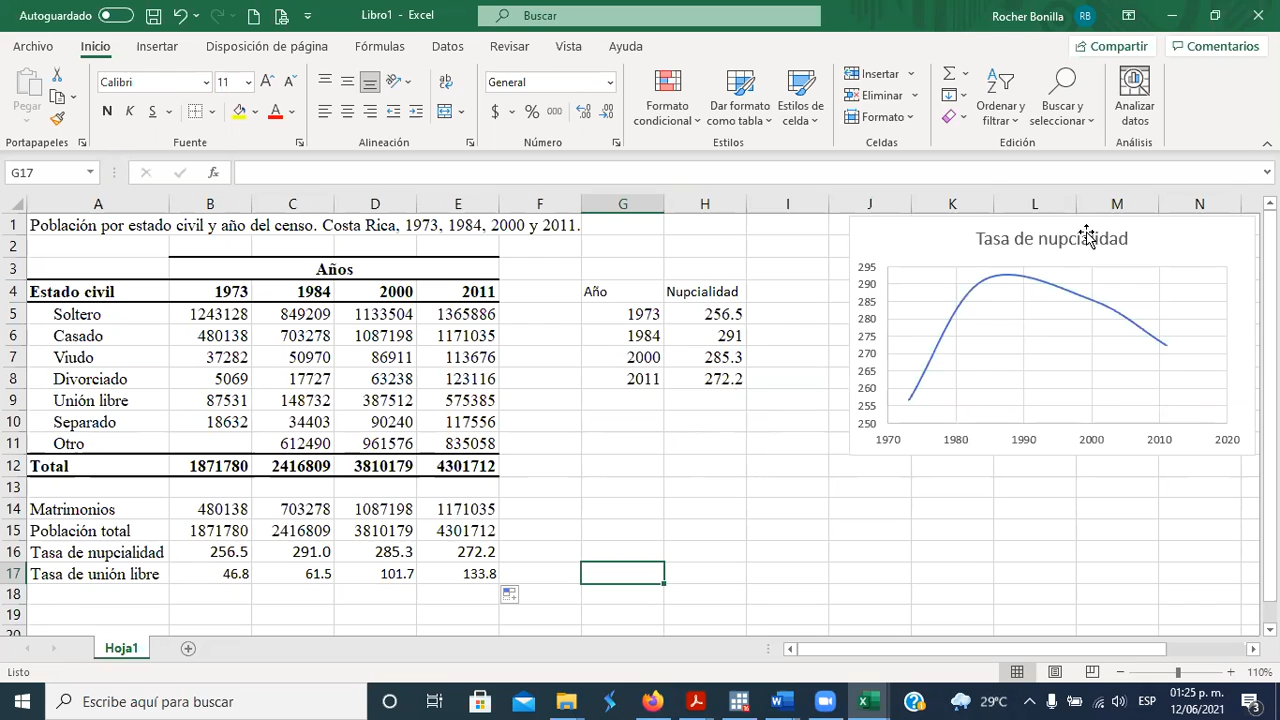 Autoguardado
Libro1 - Excel
Buscar
Rocher Bonilla
RB
Archivo
Inicio
Insertar
Disposición de página
Fórmulas
Datos
Revisar
Vista
Ayuda
Compartir
Comentarios
Pegar
Calibri
11
N K S
General
$ % 000
Formato condicional
Dar formato como tabla
Estilos de celda
Insertar
Eliminar
Formato
Ordenar y filtrar
Buscar y seleccionar
Analizar datos
Portapapeles
Fuente
Alineación
Número
Estilos
Celdas
Edición
Análisis
G17
fx
A B C D E F G H I J K L M N
1 Población por estado civil y año del censo. Costa Rica, 1973, 1984, 2000 y 2011.
2
3 Años
4 Estado civil 1973 1984 2000 2011 Año Nupcialidad
5 Soltero 1243128 849209 1133504 1365886 1973 256.5
6 Casado 480138 703278 1087198 1171035 1984 291
7 Viudo 37282 50970 86911 113676 2000 285.3
8 Divorciado 5069 17727 63238 123116 2011 272.2
9 Unión libre 87531 148732 387512 575385
10 Separado 18632 34403 90240 117556
11 Otro 612490 961576 835058
12 Total 1871780 2416809 3810179 4301712
13
14 Matrimonios 480138 703278 1087198 1171035
15 Población total 1871780 2416809 3810179 4301712
16 Tasa de nupcialidad 256.5 291.0 285.3 272.2
17 Tasa de unión libre 46.8 61.5 101.7 133.8
18
19
20
Tasa de nupcialidad
295
290
285
280
275
270
265
260
255
250
1970 1980 1990 2000 2010 2020
Hoja1
Listo
110%
Escribe aquí para buscar
29°C
ESP
01:25 p. m.
12/06/2021
3